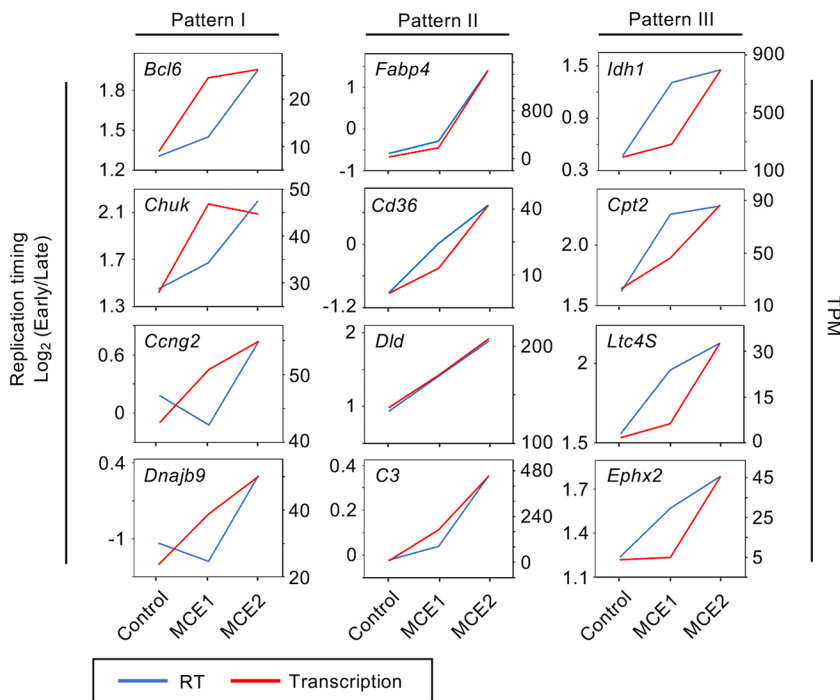 Pattern I
Pattern II
Pattern III
Replication timing
Log₂ (Early/Late)
TPM
Bcl6
1.8
1.5
1.2
20
10
Fabp4
1
0
-1
800
0
Idh1
1.5
0.9
0.3
900
500
100
Chuk
2.1
1.7
1.3
50
40
30
Cd36
0
-1.2
40
10
Cpt2
2.0
1.5
90
50
10
Ccng2
0.6
0
50
40
Dld
2
1
200
100
Ltc4S
2
1.5
30
15
0
Dnajb9
0.4
-1
40
30
20
C3
0.4
0.2
0
480
240
0
Ephx2
1.7
1.4
1.1
45
25
5
Control
MCE1
MCE2
Control
MCE1
MCE2
Control
MCE1
MCE2
RT
Transcription